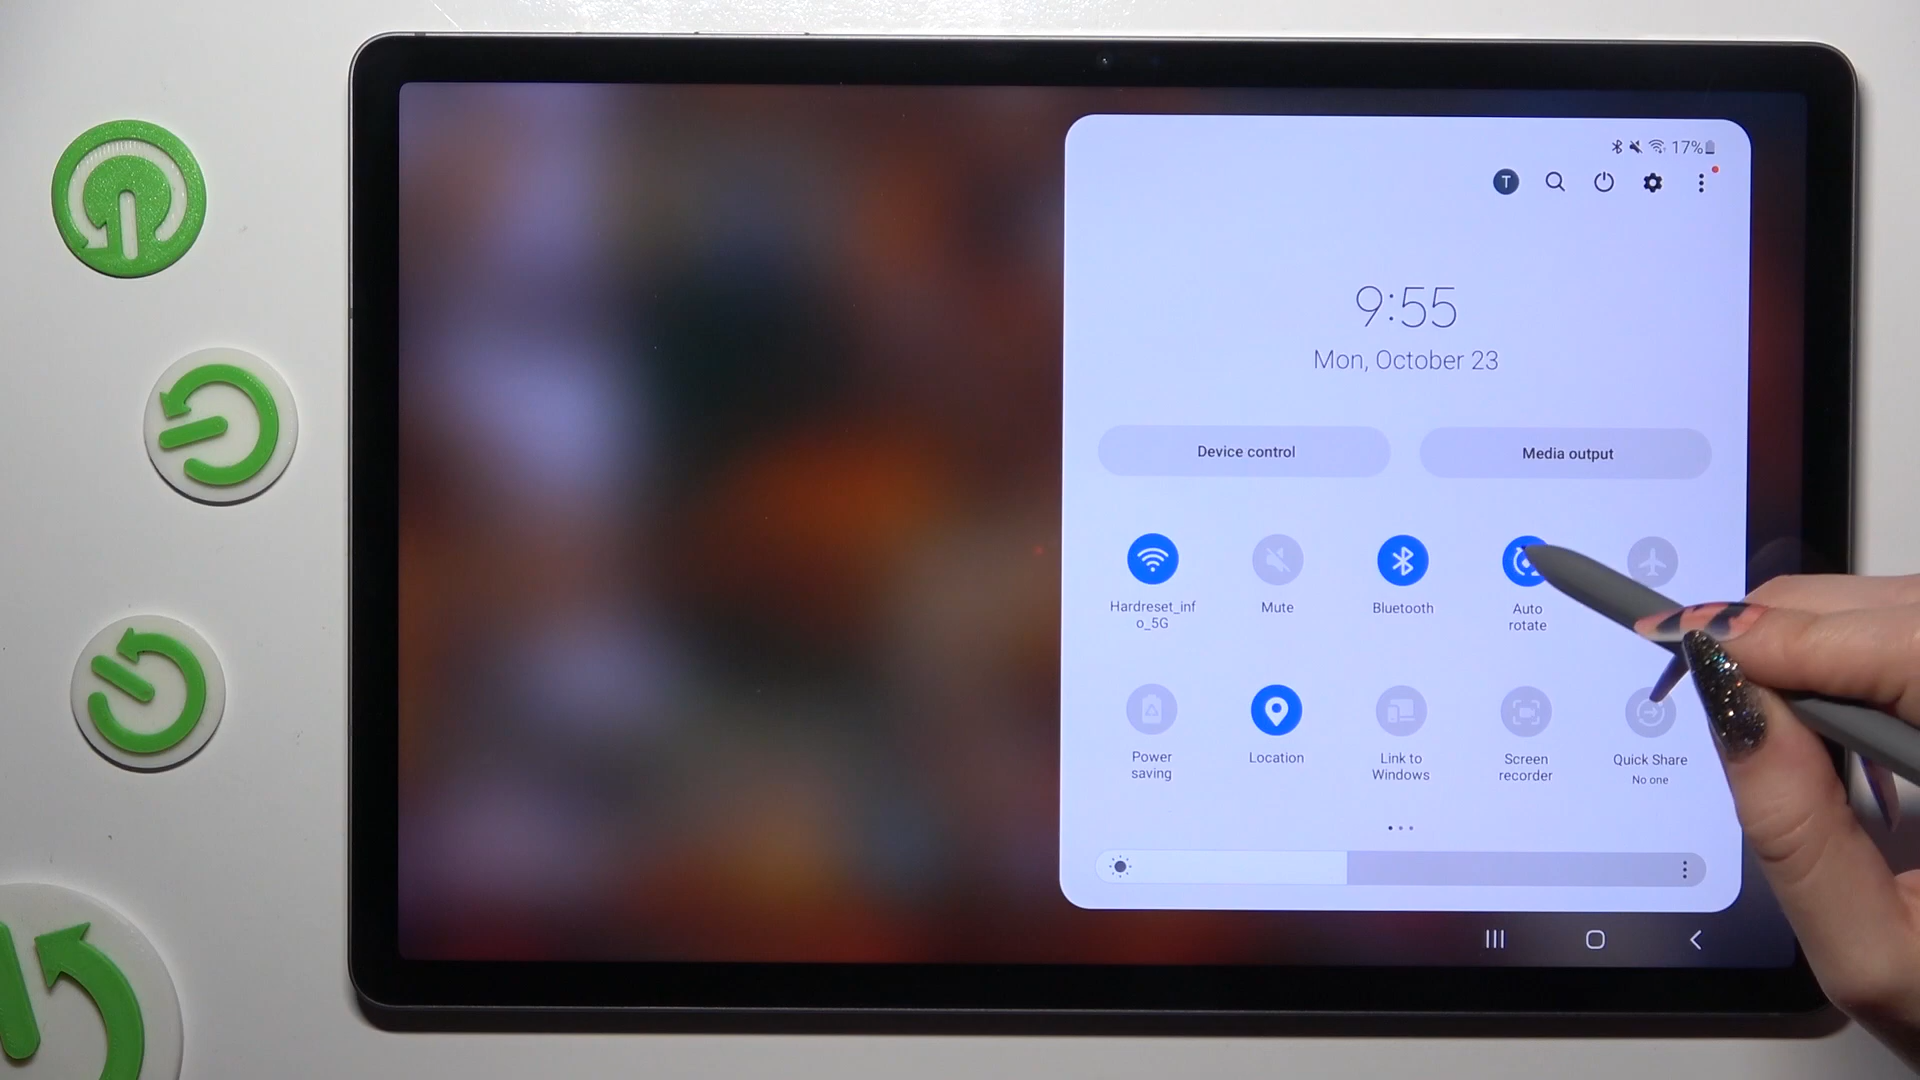 17%
T
9:55
Mon, October 23
Device control
Media output
Hardreset_inf
o_5G
Mute
Bluetooth
Auto
rotate
Power
saving
Location
Link to
Windows
Screen
recorder
Quick Share
No one